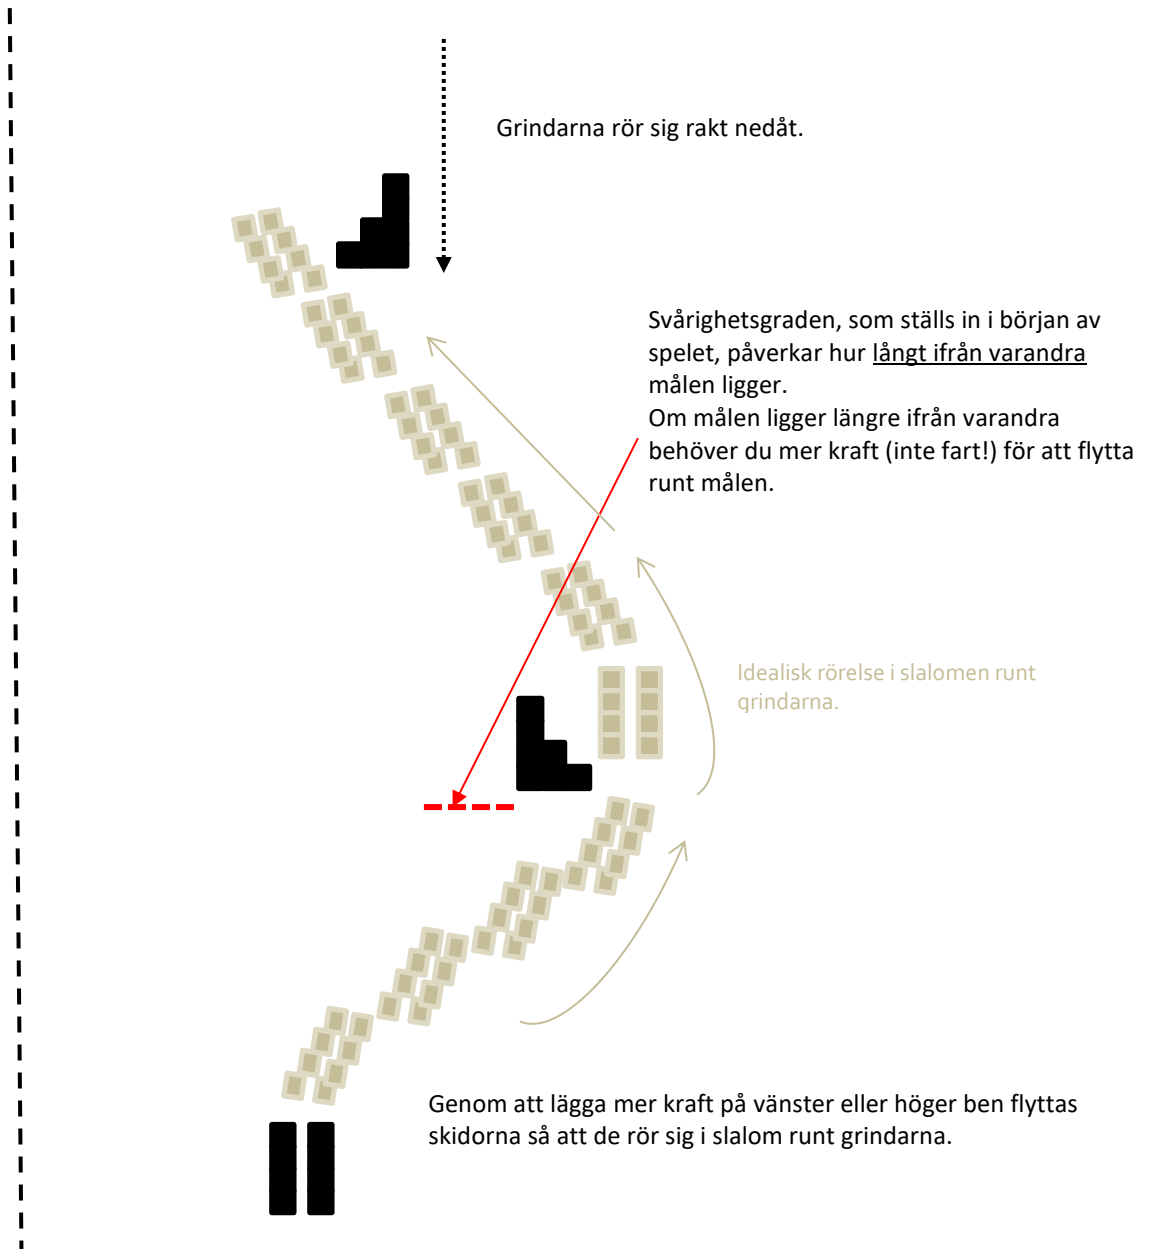 Grindarna rör sig rakt nedåt.
Svårighetsgraden, som ställs in i början av
spelet, påverkar hur långt ifrån varandra
målen ligger.
Om målen ligger längre ifrån varandra
behöver du mer kraft (inte fart!) för att flytta
runt målen.
Idealisk rörelse i slalomen runt
grindarna.
Genom att lägga mer kraft på vänster eller höger ben flyttas
skidorna så att de rör sig i slalom runt grindarna.